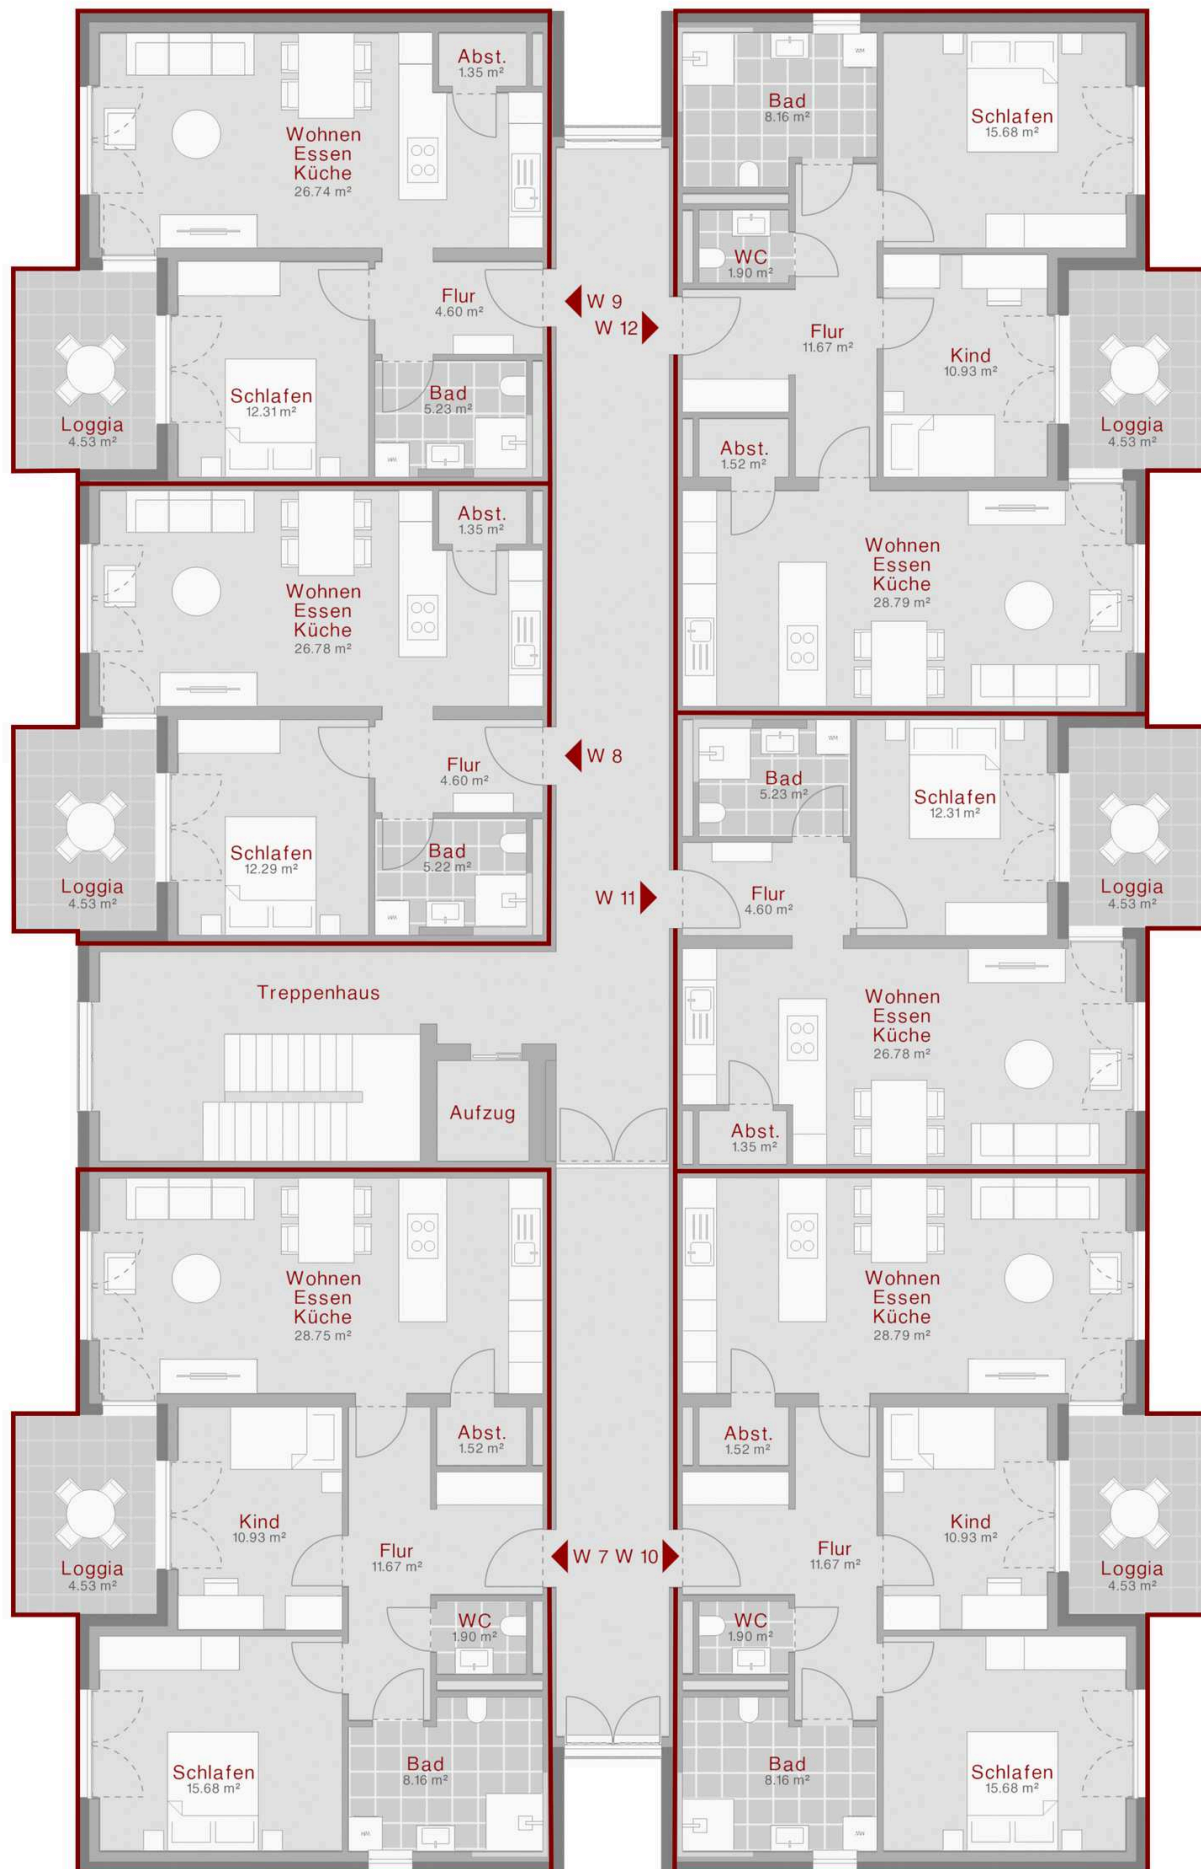 Abst.
1.35 m²
Wohnen
Essen
Küche
26.74 m²
Flur
4.60 m²
Schlafen
12.31 m²
Bad
5.23 m²
Loggia
4.53 m²
W 9
W 12
Bad
8.16 m²
WM
Schlafen
15.68 m²
WC
1.90 m²
Flur
11.67 m²
Kind
10.93 m²
Loggia
4.53 m²
Abst.
1.52 m²
Wohnen
Essen
Küche
28.79 m²
Abst.
1.35 m²
Wohnen
Essen
Küche
26.78 m²
W 8
Flur
4.60 m²
Schlafen
12.29 m²
Bad
5.22 m²
Loggia
4.53 m²
Bad
5.23 m²
WM
Schlafen
12.31 m²
Loggia
4.53 m²
W 11
Flur
4.60 m²
Wohnen
Essen
Küche
26.78 m²
Abst.
1.35 m²
Treppenhaus
Aufzug
Wohnen
Essen
Küche
28.75 m²
Abst.
1.52 m²
Kind
10.93 m²
Flur
11.67 m²
Loggia
4.53 m²
WC
1.90 m²
Schlafen
15.68 m²
Bad
8.16 m²
W 7 W 10
Wohnen
Essen
Küche
28.79 m²
Abst.
1.52 m²
Flur
11.67 m²
Kind
10.93 m²
Loggia
4.53 m²
WC
1.90 m²
Bad
8.16 m²
Schlafen
15.68 m²